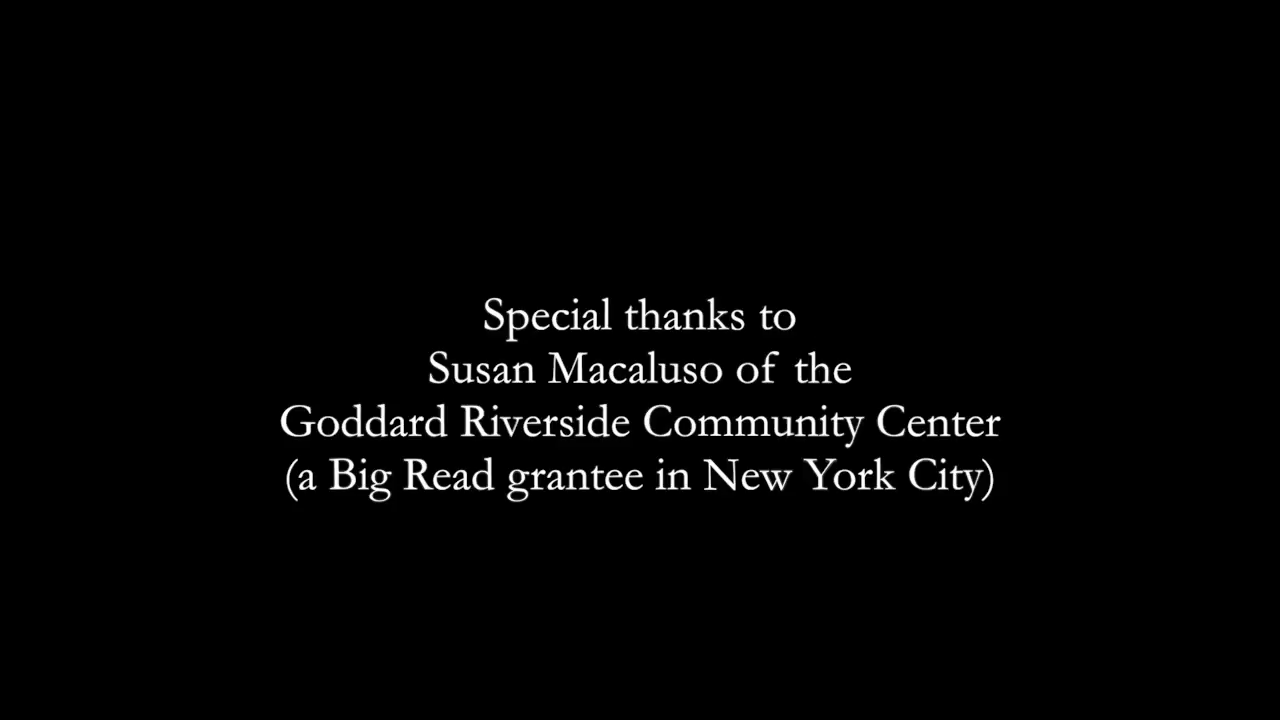 Special thanks to
Susan Macaluso of the
Goddard Riverside Community Center
(a Big Read grantee in New York City)